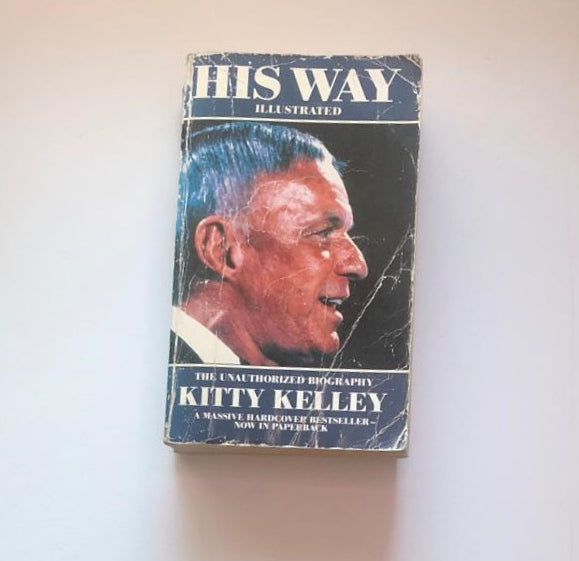 HIS WAY
ILLUSTRATED
THE UNAUTHORIZED BIOGRAPHY
KITTY KELLEY
A MASSIVE HARDCOVER BESTSELLER–
NOW IN PAPERBACK